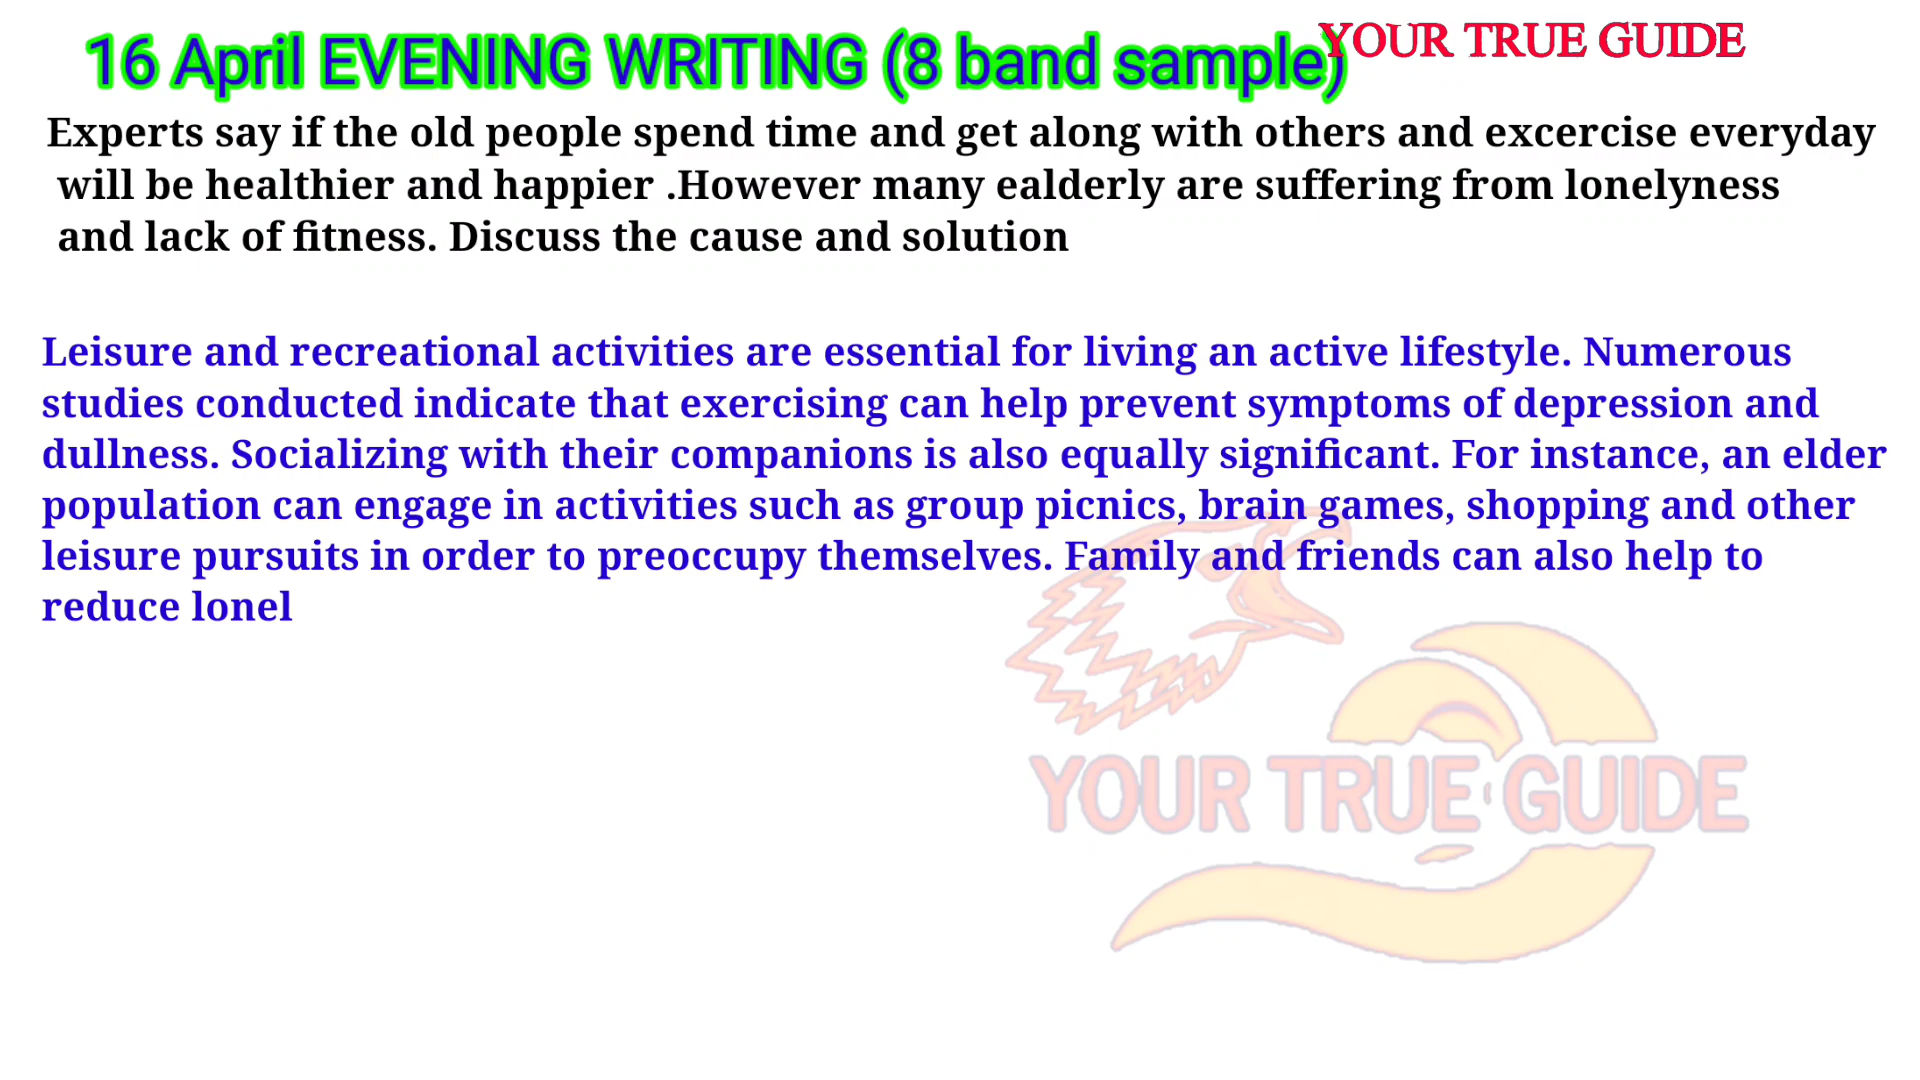 16 April EVENING WRITING (8 band sample)
YOUR TRUE GUIDE
Experts say if the old people spend time and get along with others and excercise everyday
will be healthier and happier .However many ealderly are suffering from lonelyness
and lack of fitness. Discuss the cause and solution
Leisure and recreational activities are essential for living an active lifestyle. Numerous
studies conducted indicate that exercising can help prevent symptoms of depression and
dullness. Socializing with their companions is also equally significant. For instance, an elder
population can engage in activities such as group picnics, brain games, shopping and other
leisure pursuits in order to preoccupy themselves. Family and friends can also help to
reduce lonel
YOUR TRUE GUIDE